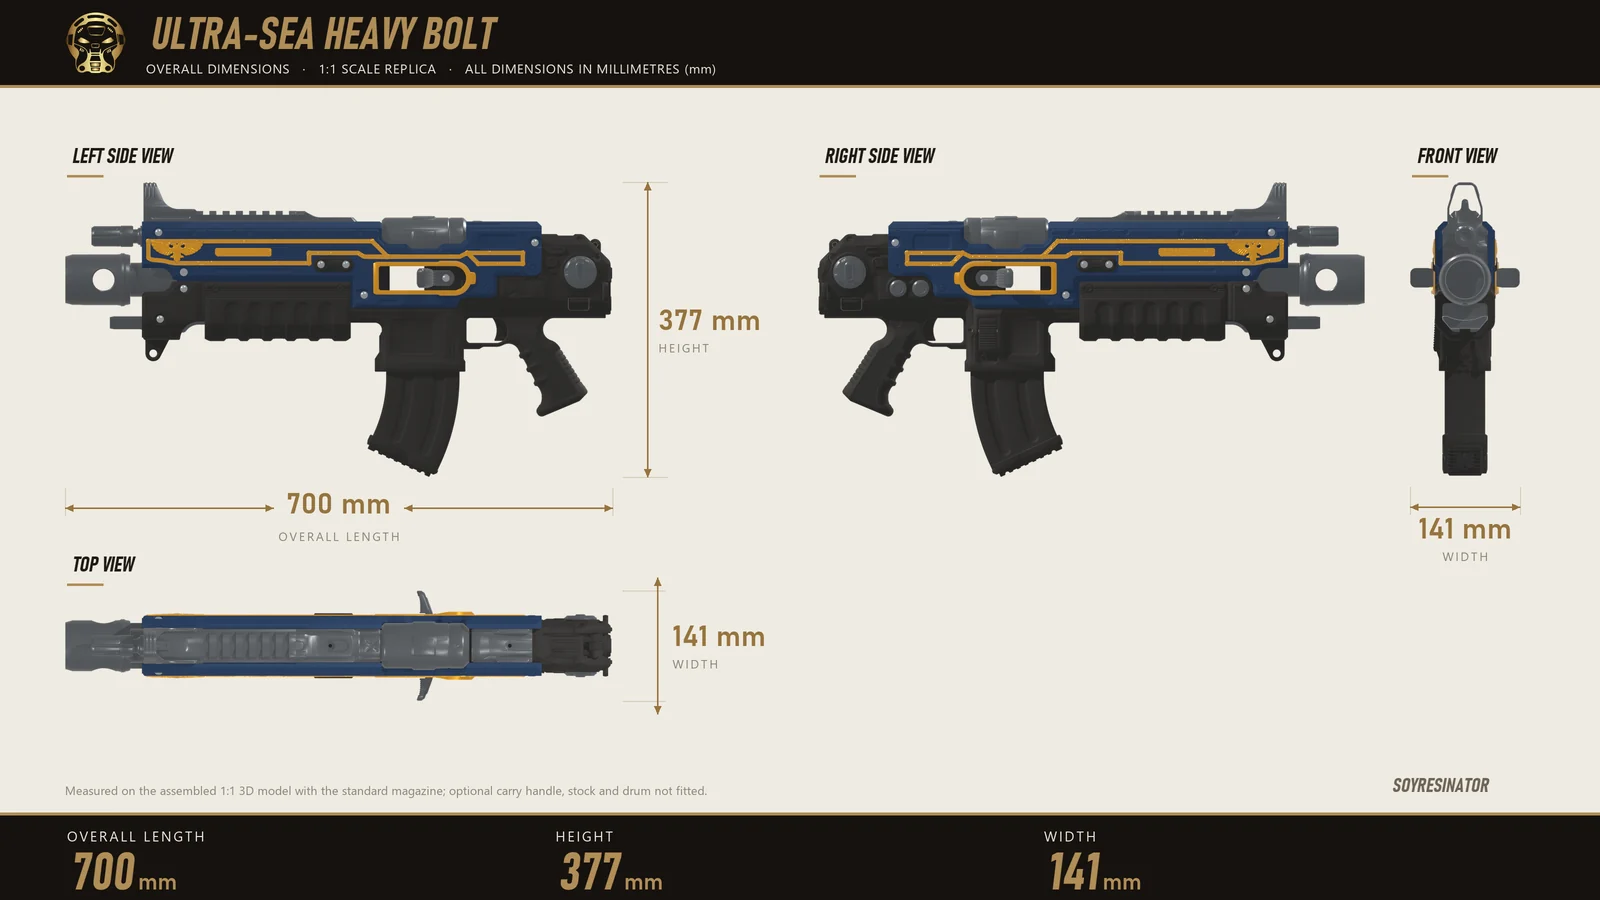 ULTRA-SEA HEAVY BOLT
OVERALL DIMENSIONS · 1:1 SCALE REPLICA · ALL DIMENSIONS IN MILLIMETRES (mm)
LEFT SIDE VIEW
RIGHT SIDE VIEW
FRONT VIEW
377 mm
HEIGHT
700 mm
OVERALL LENGTH
141 mm
WIDTH
TOP VIEW
141 mm
WIDTH
Measured on the assembled 1:1 3D model with the standard magazine; optional carry handle, stock and drum not fitted.
SOYRESINATOR
OVERALL LENGTH
700 mm
HEIGHT
377 mm
WIDTH
141 mm